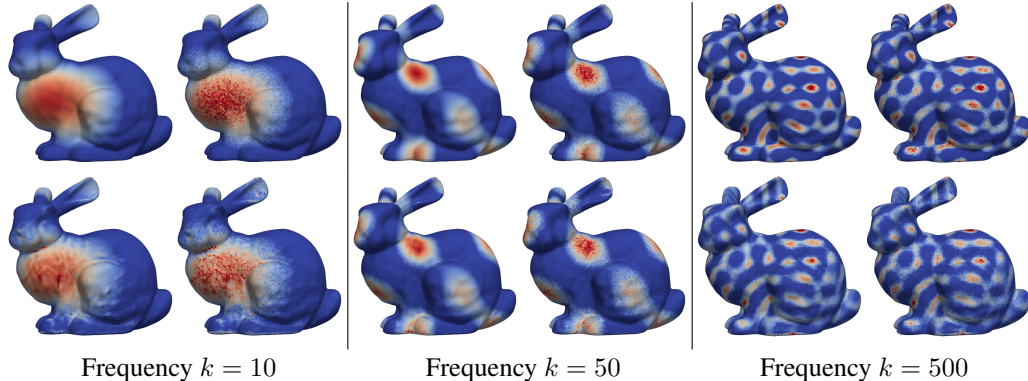 Frequency k = 10
Frequency k = 50
Frequency k = 500